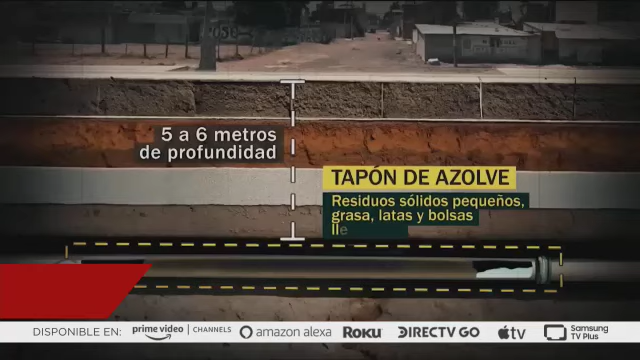 5 a 6 metros
de profundidad
TAPÓN DE AZOLVE
Residuos sólidos pequeños,
grasa, latas y bolsas
lle
DISPONIBLE EN: prime video | CHANNELS amazon alexa ROKU DIRECTV GO tv SAMSUNG TV Plus